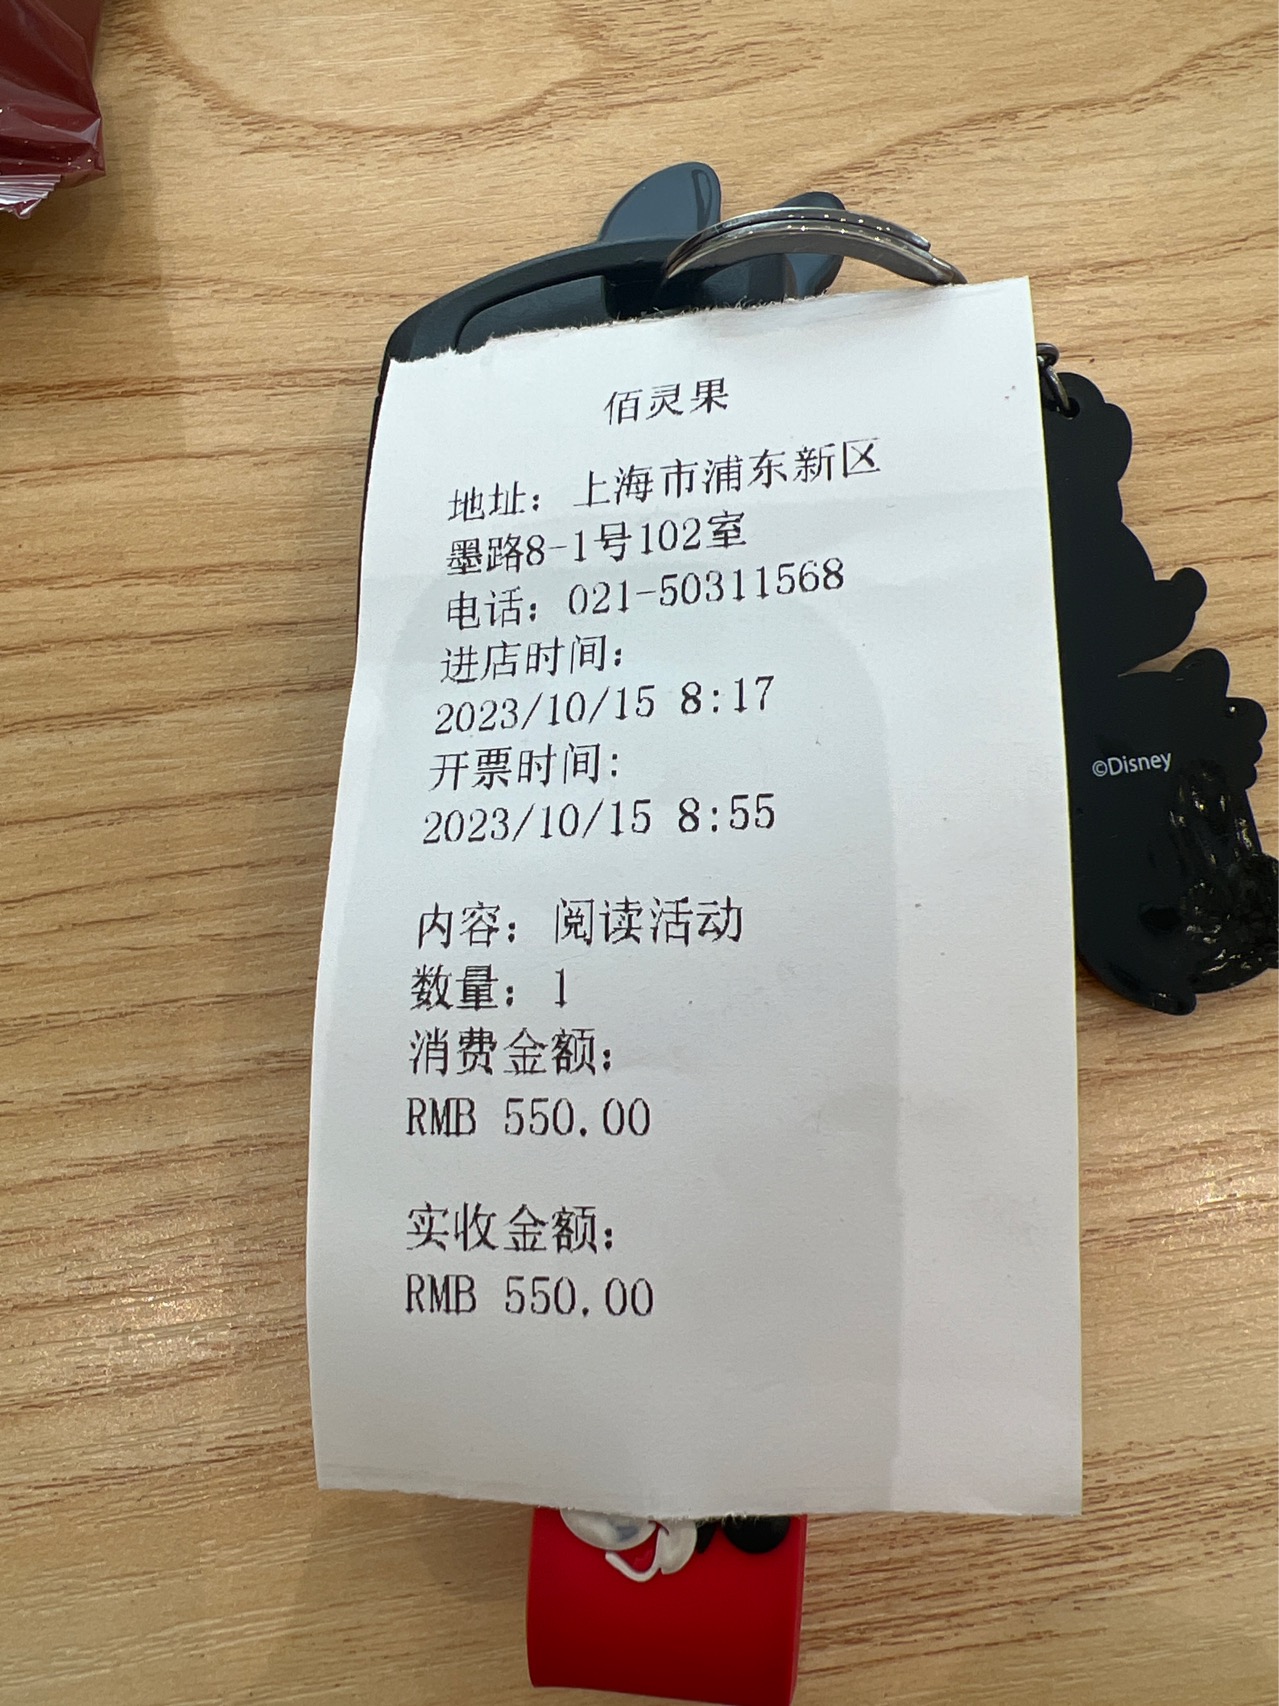 佰灵果
地址：上海市浦东新区
墨路8-1号102室
电话：021-50311568
进店时间：
2023/10/15 8:17
开票时间：
2023/10/15 8:55
内容：阅读活动
数量：1
消费金额：
RMB 550.00
实收金额：
RMB 550.00
©Disney